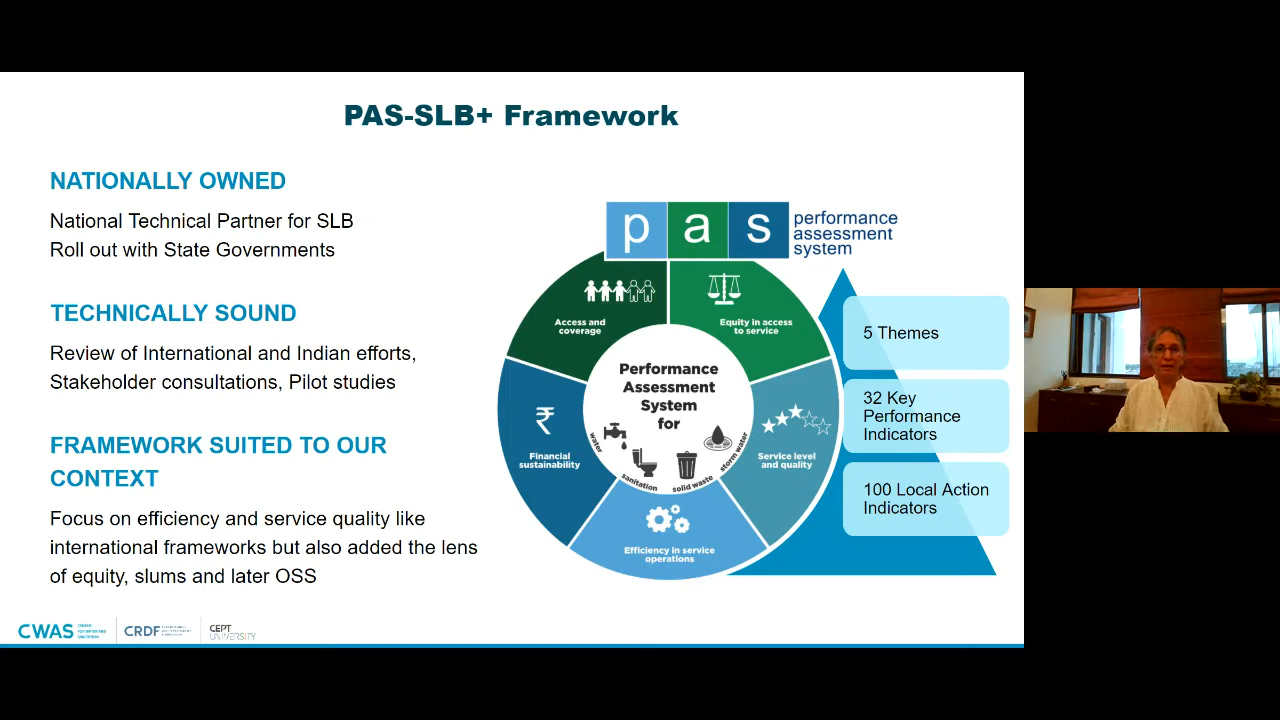 PAS-SLB+ Framework
NATIONALLY OWNED
National Technical Partner for SLB
Roll out with State Governments
TECHNICALLY SOUND
Review of International and Indian efforts,
Stakeholder consultations, Pilot studies
FRAMEWORK SUITED TO OUR
CONTEXT
Focus on efficiency and service quality like
international frameworks but also added the lens
of equity, slums and later OSS
p a s
performance
assessment
system
Access and
coverage
Equity in access
to service
Financial
sustainability
Service level
and quality
Efficiency in service
operations
Performance
Assessment
System
for
water
sanitation
solid waste
storm water
5 Themes
32 Key
Performance
Indicators
100 Local Action
Indicators
CWAS
CRDF
CEPT
UNIVERSITY